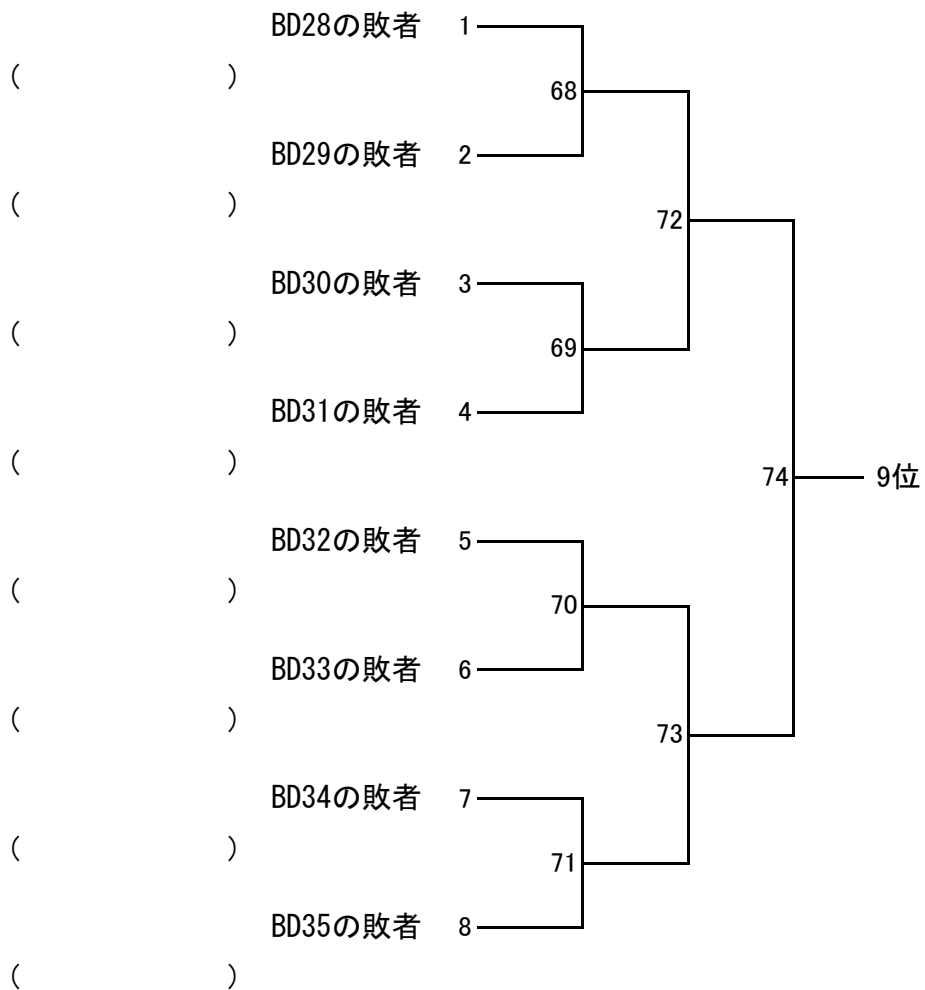 BD28の敗者 1
( )
68
BD29の敗者 2
( )
72
BD30の敗者 3
( )
69
BD31の敗者 4
( )
74 9位
BD32の敗者 5
( )
70
BD33の敗者 6
( )
73
BD34の敗者 7
( )
71
BD35の敗者 8
( )